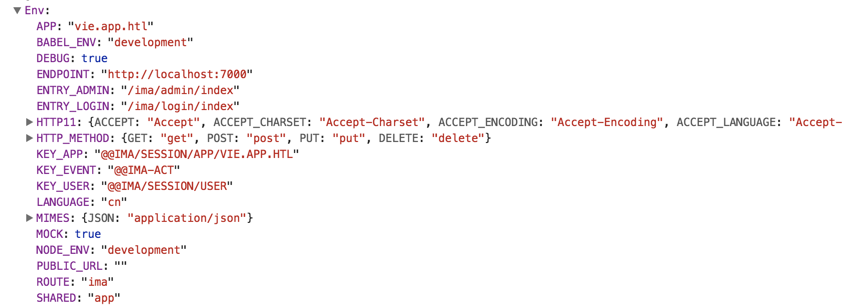 Env:
APP: "vie.app.htl"
BABEL_ENV: "development"
DEBUG: true
ENDPOINT: "http://localhost:7000"
ENTRY_ADMIN: "/ima/admin/index"
ENTRY_LOGIN: "/ima/login/index"
HTTP11: {ACCEPT: "Accept", ACCEPT_CHARSET: "Accept-Charset", ACCEPT_ENCODING: "Accept-Encoding", ACCEPT_LANGUAGE: "Accept-
HTTP_METHOD: {GET: "get", POST: "post", PUT: "put", DELETE: "delete"}
KEY_APP: "@@IMA/SESSION/APP/VIE.APP.HTL"
KEY_EVENT: "@@IMA-ACT"
KEY_USER: "@@IMA/SESSION/USER"
LANGUAGE: "cn"
MIMES: {JSON: "application/json"}
MOCK: true
NODE_ENV: "development"
PUBLIC_URL: ""
ROUTE: "ima"
SHARED: "app"